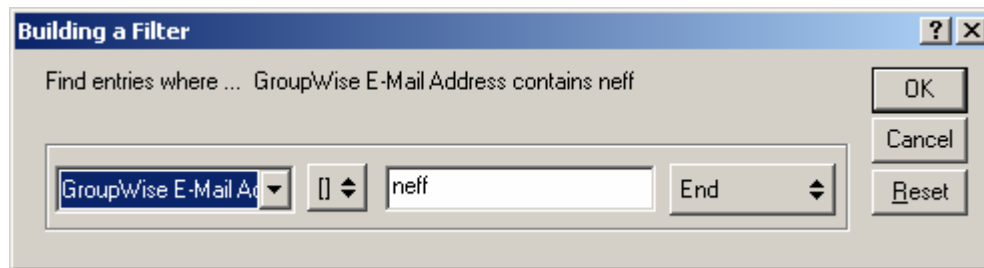 Building a Filter
Find entries where ... GroupWise E-Mail Address contains neff
OK
Cancel
GroupWise E-Mail Ad
[]
neff
End
Reset